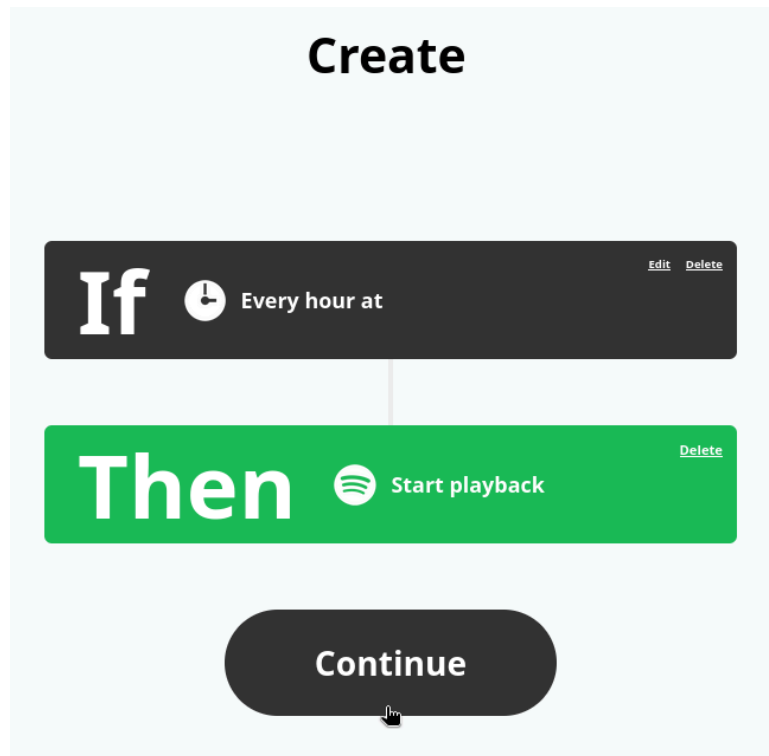 Create
Edit Delete
If Every hour at
Delete
Then Start playback
Continue